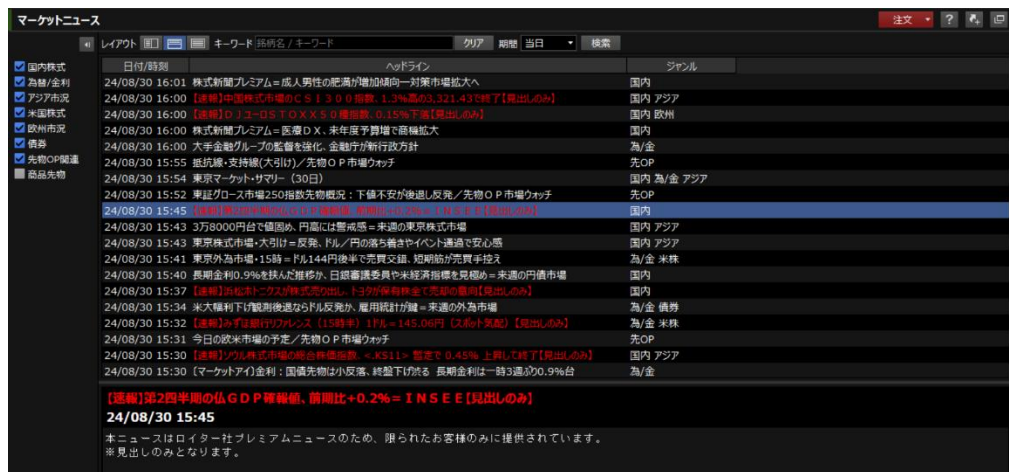 マーケットニュース 注文 ?
レイアウト キーワード 銘柄名 / キーワード クリア 期間 当日 検索
国内株式
為替/金利
アジア市況
米国株式
欧州市況
債券
先物OP関連
商品先物
日付/時刻 ヘッドライン ジャンル
24/08/30 16:01 株式新聞プレミアム=成人男性の肥満が増加傾向―対策市場拡大へ 国内
24/08/30 16:00 【速報】中国株式市場のCSI300指数、1.3%高の3,321.43で終了【見出しのみ】 国内 アジア
24/08/30 16:00 【速報】DJユーロSTOXX50種指数、0.15%下落【見出しのみ】 国内 欧州
24/08/30 16:00 株式新聞プレミアム=医療DX、来年度予算増で商機拡大 国内
24/08/30 16:00 大手金融グループの監督を強化、金融庁が新行政方針 為/金
24/08/30 15:55 抵抗線・支持線(大引け)/先物OP市場ウォッチ 先OP
24/08/30 15:54 東京マーケット・サマリー (30日) 国内 為/金 アジア
24/08/30 15:52 東証グロース市場250指数先物概況:下値不安が後退し反発/先物OP市場ウォッチ 先OP
24/08/30 15:45 【速報】第2四半期の仏GDP確報値、前期比+0.2%=INSEE【見出しのみ】 国内
24/08/30 15:43 3万8000円台で値固め、円高には警戒感=来週の東京株式市場 国内 アジア
24/08/30 15:43 東京株式市場・大引け=反発、ドル/円の落ち着きやイベント通過で安心感 国内 アジア
24/08/30 15:41 東京外為市場・15時=ドル144円後半で売買交錯、短期筋が売買手控え 為/金 米株
24/08/30 15:40 長期金利0.9%を挟んだ推移か、日銀審議委員や米経済指標を見極め=来週の円債市場 国内
24/08/30 15:37 【速報】浜松ホトニクスが株式売り出し、トヨタが保有株全て売却の意向【見出しのみ】 国内
24/08/30 15:34 米大幅利下げ観測後退ならドル反発か、雇用統計が鍵=来週の外為市場 為/金 債券
24/08/30 15:32 【速報】みずほ銀行リファレンス (15時半) 1ドル=145.06円 (スポット気配) 【見出しのみ】 為/金 米株
24/08/30 15:31 今日の欧米市場の予定/先物OP市場ウォッチ 先OP
24/08/30 15:30 【速報】ソウル株式市場の総合株価指数、<.KS11> 暫定で 0.45% 上昇して終了【見出しのみ】 国内 アジア
24/08/30 15:30 〔マーケットアイ〕金利:国債先物は小反落、終盤下げ渋る 長期金利は一時3週ぶり0.9%台 為/金
【速報】第2四半期の仏GDP確報値、前期比+0.2%=INSEE【見出しのみ】
24/08/30 15:45
本ニュースはロイター社プレミアムニュースのため、限られたお客様のみに提供されています。
※見出しのみとなります。